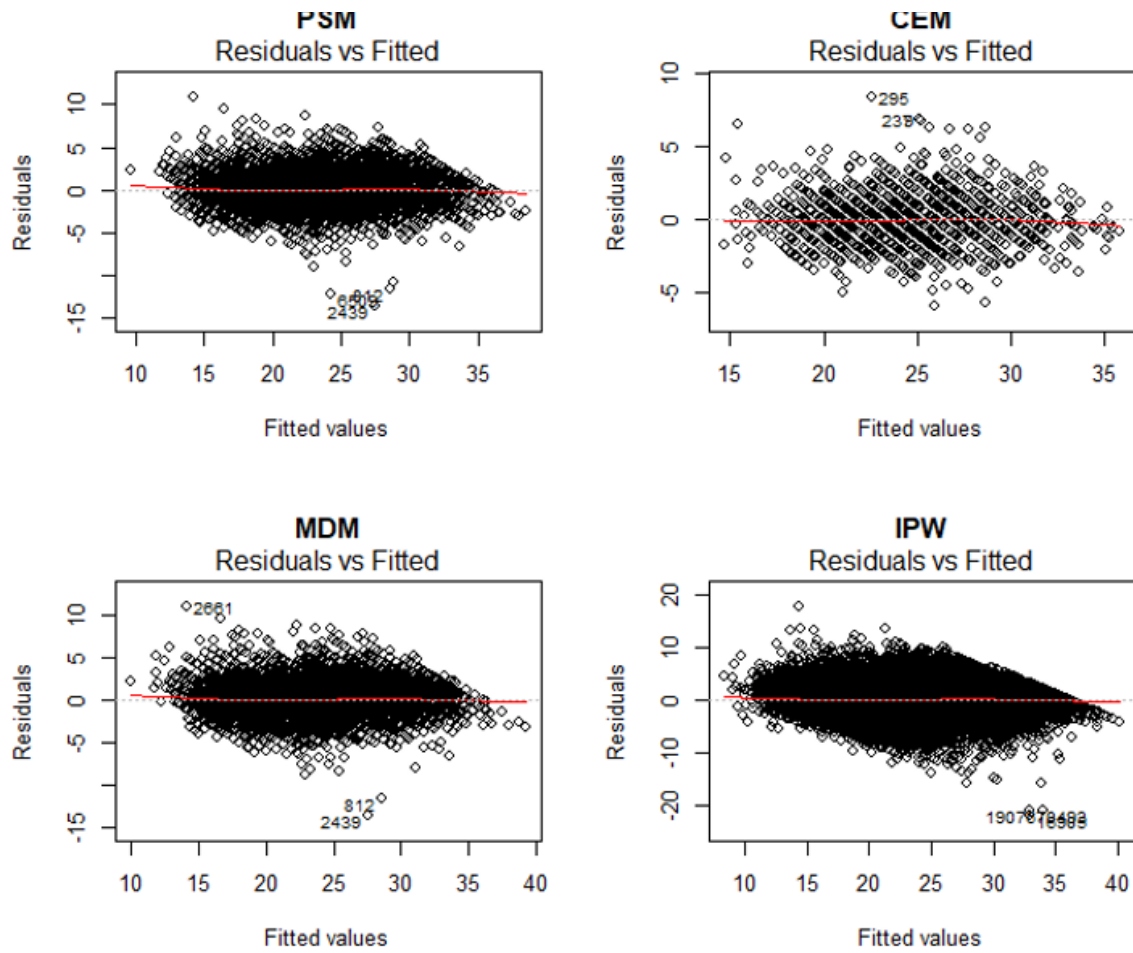 PSM
Residuals vs Fitted
Residuals
10
5
0
-5
-15
812
2439
10 15 20 25 30 35
Fitted values
CEM
Residuals vs Fitted
Residuals
10
5
0
-5
295
15 20 25 30 35
Fitted values
MDM
Residuals vs Fitted
Residuals
10
5
0
-5
-15
2661
812
2439
10 15 20 25 30 35 40
Fitted values
IPW
Residuals vs Fitted
Residuals
20
10
0
-10
-20
10 15 20 25 30 35 40
Fitted values